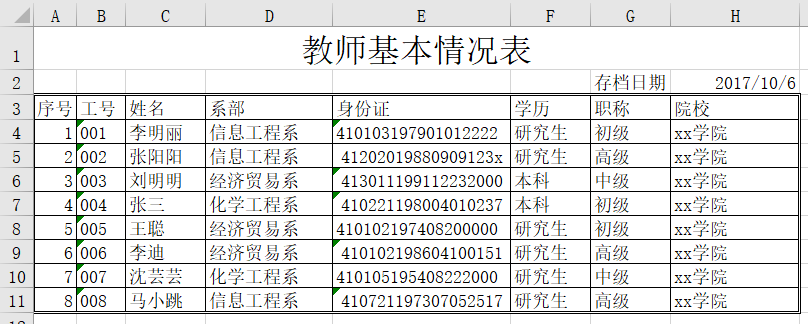 A B C D E F G H
1 教师基本情况表
2 存档日期 2017/10/6
3 序号 工号 姓名 系部 身份证 学历 职称 院校
4 1 001 李明丽 信息工程系 410103197901012222 研究生 初级 xx学院
5 2 002 张阳阳 信息工程系 41202019880909123x 研究生 高级 xx学院
6 3 003 刘明明 经济贸易系 413011199112232000 本科 中级 xx学院
7 4 004 张三 化学工程系 410221198004010237 本科 初级 xx学院
8 5 005 王聪 经济贸易系 410102197408200000 研究生 初级 xx学院
9 6 006 李迪 经济贸易系 410102198604100151 研究生 高级 xx学院
10 7 007 沈芸芸 化学工程系 410105195408222000 研究生 中级 xx学院
11 8 008 马小跳 信息工程系 410721197307052517 研究生 高级 xx学院